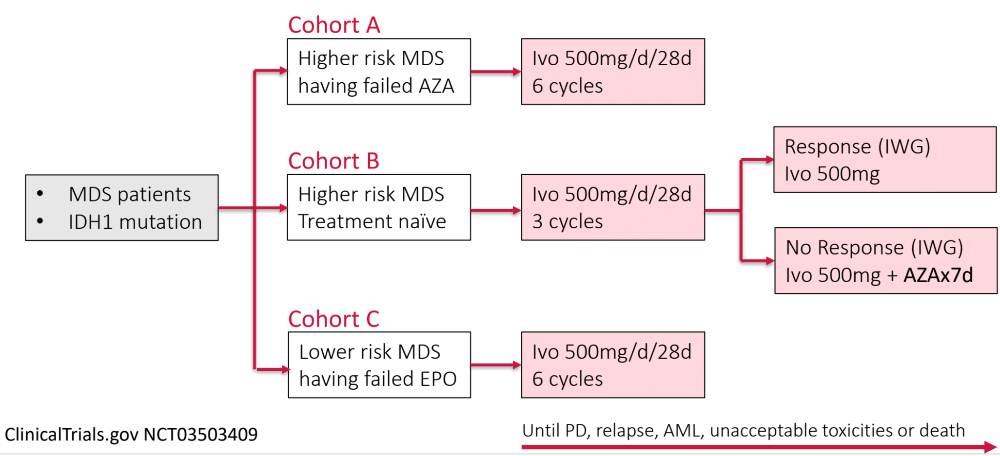 Cohort A
Higher risk MDS
having failed AZA
Ivo 500mg/d/28d
6 cycles
Cohort B
• MDS patients
• IDH1 mutation
Higher risk MDS
Treatment naïve
Ivo 500mg/d/28d
3 cycles
Response (IWG)
Ivo 500mg
No Response (IWG)
Ivo 500mg + AZAx7d
Cohort C
Lower risk MDS
having failed EPO
Ivo 500mg/d/28d
6 cycles
ClinicalTrials.gov NCT03503409
Until PD, relapse, AML, unacceptable toxicities or death